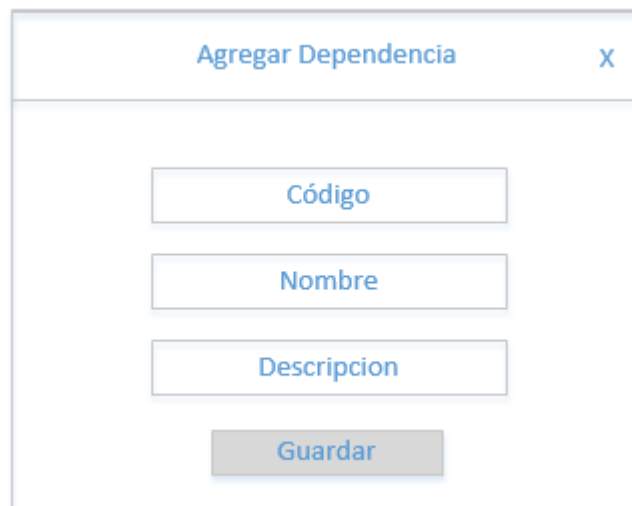 Agregar Dependencia X
Código
Nombre
Descripcion
Guardar